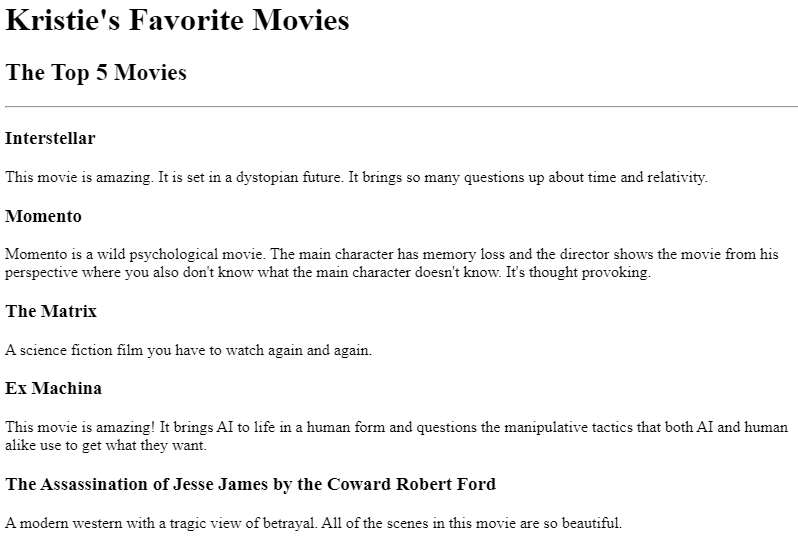 Kristie's Favorite Movies
The Top 5 Movies
Interstellar
This movie is amazing. It is set in a dystopian future. It brings so many questions up about time and relativity.
Momento
Momento is a wild psychological movie. The main character has memory loss and the director shows the movie from his
perspective where you also don't know what the main character doesn't know. It's thought provoking.
The Matrix
A science fiction film you have to watch again and again.
Ex Machina
This movie is amazing! It brings AI to life in a human form and questions the manipulative tactics that both AI and human
alike use to get what they want.
The Assassination of Jesse James by the Coward Robert Ford
A modern western with a tragic view of betrayal. All of the scenes in this movie are so beautiful.